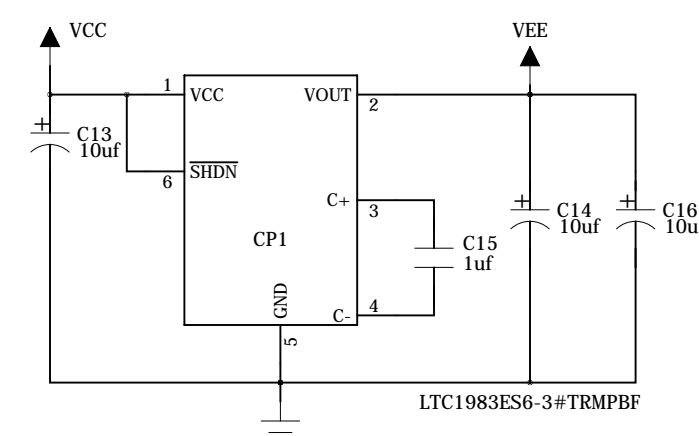 VCC
VEE
1
VCC
VOUT
2
C13
10uf
6
SHDN
C+
3
C14
10uf
C16
10u
CP1
C15
1uf
GND
C-
4
5
LTC1983ES6-3#TRMPBF